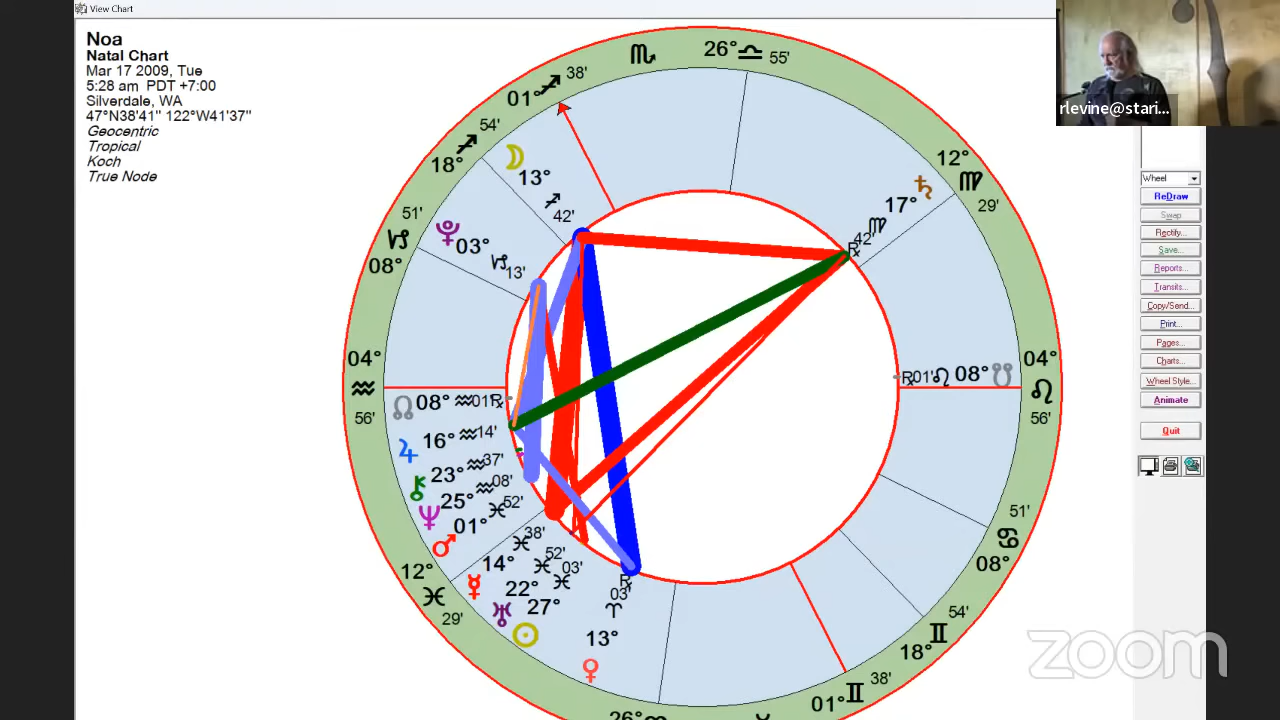 View Chart
Noa
Natal Chart
Mar 17 2009, Tue
5:28 am PDT +7:00
Silverdale, WA
47°N38'41" 122°W41'37"
Geocentric
Tropical
Koch
True Node
rlevine@stari...
Wheel
ReDraw
Swap
Rectify...
Save...
Reports...
Transits...
Copy/Send...
Print...
Pages...
Charts...
Wheel Style...
Animate
Quit
26° ♎ 55'
♏
01° ♐ 38'
18° ♐ 54'
08° ♑ 51'
04° ♒ 56'
12° ♓ 29'
12° ♍ 29'
04° ♌ 56'
08° ♋ 51'
18° ♊ 54'
01° ♊ 38'
☽ 13° ♐ 42'
♇ 03° ♑ 13'
♄ 17° ♍ 42' ℞
☊ 08° ♒ 01' ℞
♃ 16° ♒ 14'
⚷ 23° ♒ 37'
♆ 25° ♒ 08'
♂ 01° ♓ 52'
☿ 14° ♓ 38'
♅ 22° ♓ 52'
☉ 27° ♓ 03'
♀ 13° ♈ 03' ℞
℞ 01' ♌ 08° ☋
26°
zoom